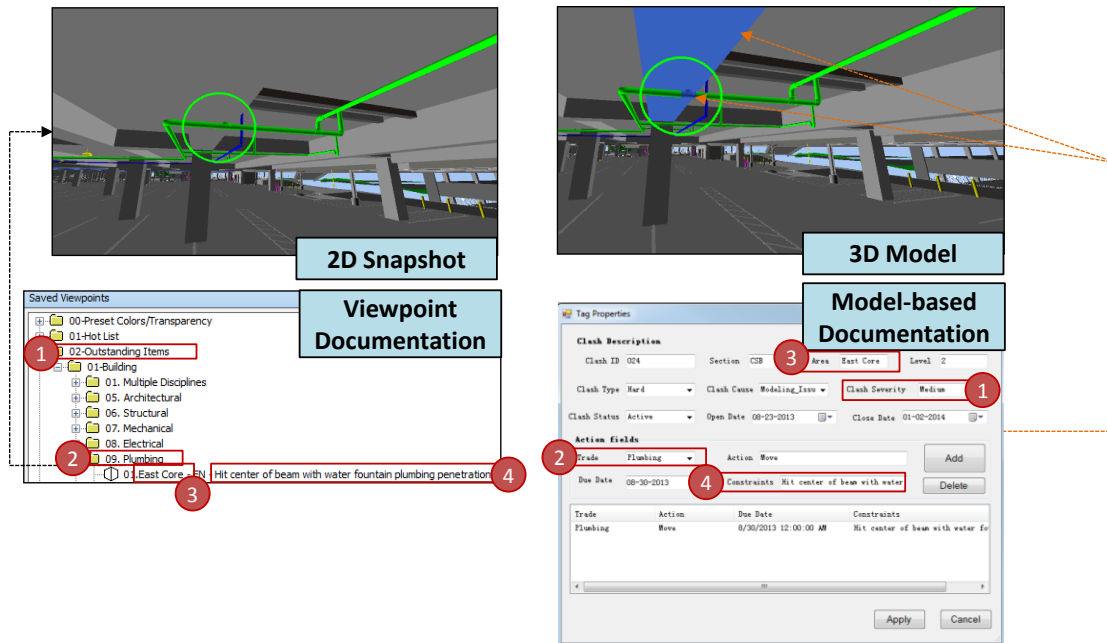 2D Snapshot
3D Model
Saved Viewpoints
Viewpoint
Documentation
00-Preset Colors/Transparency
01-Hot List
1
02-Outstanding Items
01-Building
01. Multiple Disciplines
05. Architectural
06. Structural
07. Mechanical
08. Electrical
2
09. Plumbing
01.East Core - EN - Hit center of beam with water fountain plumbing penetration
4
3
Tag Properties
Model-based
Documentation
Clash Description
3
Clash ID 024 Section CSB Area East Core Level 2
Clash Type Hard Clash Cause Modeling_Issu Clash Severity Medium
1
Clash Status Active Open Date 08-23-2013 Close Date 01-02-2014
Action fields
2
Trade Plumbing Action Move Add
4
Due Date 08-30-2013 Constraints Hit center of beam with water Delete
Trade Action Due Date Constraints
Plumbing Move 8/30/2013 12:00:00 AM Hit center of beam with water fo
Apply Cancel